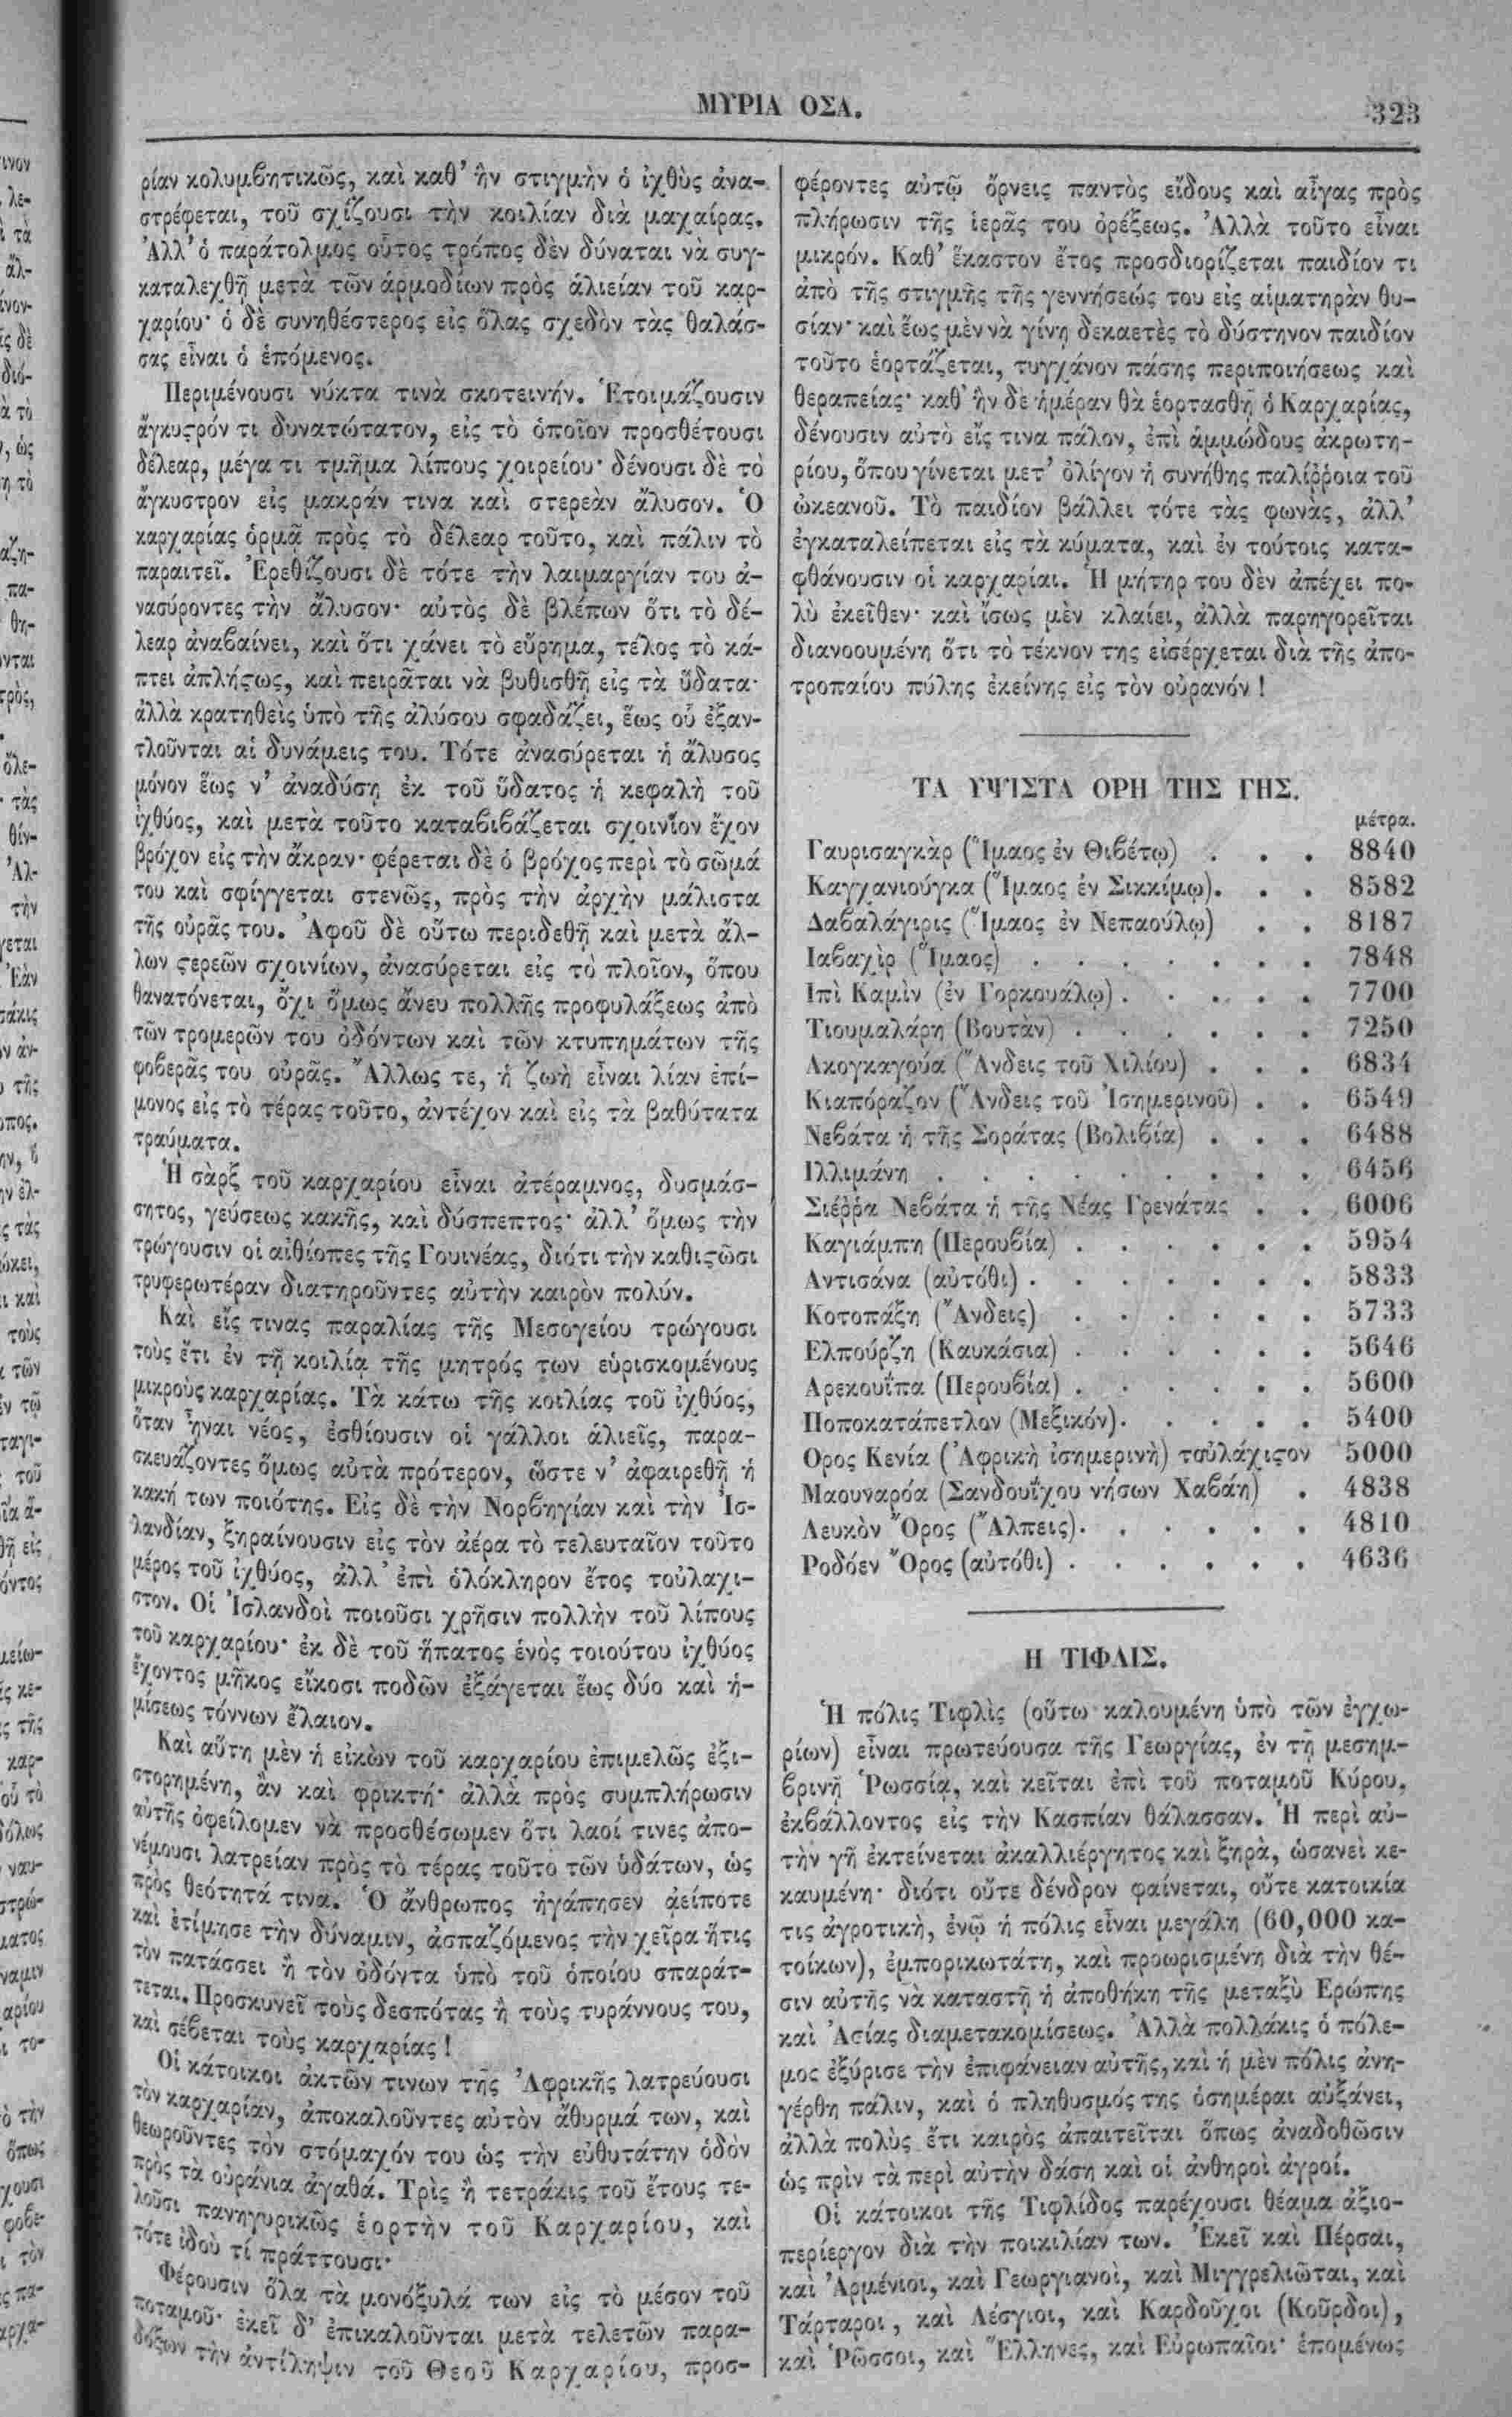 ΜΥΡΙΑ ΟΣΑ.
323
ρίαν κολυμβητικῶς, καὶ καθ' ἣν στιγμὴν ὁ ἰχθὺς ἀνα-
στρέφεται, τοῦ σχίζουσι τὴν κοιλίαν διὰ μαχαίρας.
Ἀλλ' ὁ παράτολμος οὗτος τρόπος δὲν δύναται νὰ συγ-
καταλεχθῇ μετὰ τῶν ἁρμοδίων πρὸς ἁλιείαν τοῦ καρ-
χαρίου· ὁ δὲ συνηθέστερος εἰς ὅλας σχεδὸν τὰς θαλάσ-
σας εἶναι ὁ ἑπόμενος.
Περιμένουσι νύκτα τινὰ σκοτεινήν. Ἑτοιμάζουσιν
ἄγκυςρόν τι δυνατώτατον, εἰς τὸ ὁποῖον προσθέτουσι
δέλεαρ, μέγα τι τμῆμα λίπους χοιρείου· δένουσι δὲ τὸ
ἄγκυστρον εἰς μακράν τινα καὶ στερεὰν ἄλυσον. Ὁ
καρχαρίας ὁρμᾷ πρὸς τὸ δέλεαρ τοῦτο, καὶ πάλιν τὸ
παραιτεῖ. Ἐρεθίζουσι δὲ τότε τὴν λαιμαργίαν του ἀ-
νασύροντες τὴν ἄλυσον· αὐτὸς δὲ βλέπων ὅτι τὸ δέ-
λεαρ ἀναβαίνει, καὶ ὅτι χάνει τὸ εὕρημα, τέλος τὸ κά-
πτει ἀπλήςως, καὶ πειρᾶται νὰ βυθισθῇ εἰς τὰ ὕδατα·
ἀλλὰ κρατηθεὶς ὑπὸ τῆς ἁλύσου σφαδάζει, ἕως οὗ ἐξαν-
τλοῦνται αἱ δυνάμεις του. Τότε ἀνασύρεται ἡ ἄλυσος
μόνον ἕως ν' ἀναδύσῃ ἐκ τοῦ ὕδατος ἡ κεφαλὴ τοῦ
ἰχθύος, καὶ μετὰ τοῦτο καταβιβάζεται σχοινίον ἔχον
βρόχον εἰς τὴν ἄκραν· φέρεται δὲ ὁ βρόχος περὶ τὸ σῶμά
του καὶ σφίγγεται στενῶς, πρὸς τὴν ἀρχὴν μάλιστα
τῆς οὐρᾶς του. Ἀφοῦ δὲ οὕτω περιδεθῇ καὶ μετὰ ἄλ-
λων ςερεῶν σχοινίων, ἀνασύρεται εἰς τὸ πλοῖον, ὅπου
θανατόνεται, ὄχι ὅμως ἄνευ πολλῆς προφυλάξεως ἀπὸ
τῶν τρομερῶν του ὀδόντων καὶ τῶν κτυπημάτων τῆς
φοβερᾶς του οὐρᾶς. Ἄλλως τε, ἡ ζωὴ εἶναι λίαν ἐπί-
μονος εἰς τὸ τέρας τοῦτο, ἀντέχον καὶ εἰς τὰ βαθύτατα
τραύματα.
Ἡ σὰρξ τοῦ καρχαρίου εἶναι ἀτέραμνος, δυσμάσ-
σητος, γεύσεως κακῆς, καὶ δύσπεπτος· ἀλλ' ὅμως τὴν
τρώγουσιν οἱ αἰθίοπες τῆς Γουινέας, διότι τὴν καθιςῶσι
τρυφερωτέραν διατηροῦντες αὐτὴν καιρὸν πολύν.
Καὶ εἴς τινας παραλίας τῆς Μεσογείου τρώγουσι
τοὺς ἔτι ἐν τῇ κοιλίᾳ τῆς μητρός των εὑρισκομένους
μικροὺς καρχαρίας. Τὰ κάτω τῆς κοιλίας τοῦ ἰχθύος,
ὅταν ἦναι νέος, ἐσθίουσιν οἱ γάλλοι ἁλιεῖς, παρα-
σκευάζοντες ὅμως αὐτὰ πρότερον, ὥστε ν' ἀφαιρεθῇ ἡ
κακή των ποιότης. Εἰς δὲ τὴν Νορβηγίαν καὶ τὴν Ἰσ-
λανδίαν, ξηραίνουσιν εἰς τὸν ἀέρα τὸ τελευταῖον τοῦτο
μέρος τοῦ ἰχθύος, ἀλλ' ἐπὶ ὁλόκληρον ἔτος τοὐλαχι-
στον. Οἱ Ἰσλανδοὶ ποιοῦσι χρῆσιν πολλὴν τοῦ λίπους
τοῦ καρχαρίου· ἐκ δὲ τοῦ ἥπατος ἑνὸς τοιούτου ἰχθύος
ἔχοντος μῆκος εἴκοσι ποδῶν ἐξάγεται ἕως δύο καὶ ἡ-
μίσεως τόννων ἔλαιον.
Καὶ αὕτη μὲν ἡ εἰκὼν τοῦ καρχαρίου ἐπιμελῶς ἐξι-
στορημένη, ἂν καὶ φρικτή· ἀλλὰ πρὸς συμπλήρωσιν
αὐτῆς ὀφείλομεν νὰ προσθέσωμεν ὅτι λαοί τινες ἀπο-
νέμουσι λατρείαν πρὸς τὸ τέρας τοῦτο τῶν ὑδάτων, ὡς
πρὸς θεότητά τινα. Ὁ ἄνθρωπος ἠγάπησεν ἀείποτε
καὶ ἐτίμησε τὴν δύναμιν, ἀσπαζόμενος τὴν χεῖρα ἥτις
τὸν πατάσσει ἢ τὸν ὀδόντα ὑπὸ τοῦ ὁποίου σπαράτ-
τεται. Προσκυνεῖ τοὺς δεσπότας ἢ τοὺς τυράννους του,
καὶ σέβεται τοὺς καρχαρίας!
Οἱ κάτοικοι ἀκτῶν τινων τῆς Ἀφρικῆς λατρεύουσι
τὸν καρχαρίαν, ἀποκαλοῦντες αὐτὸν ἄθυρμά των, καὶ
θεωροῦντες τὸν στόμαχόν του ὡς τὴν εὐθυτάτην ὁδὸν
πρὸς τὰ οὐράνια ἀγαθά. Τρὶς ἢ τετράκις τοῦ ἔτους τε-
λοῦσι πανηγυρικῶς ἑορτὴν τοῦ Καρχαρίου, καὶ
τότε ἰδοὺ τί πράττουσι·
Φέρουσιν ὅλα τὰ μονόξυλά των εἰς τὸ μέσον τοῦ
ποταμοῦ· ἐκεῖ δ' ἐπικαλοῦνται μετὰ τελετῶν παρα-
δόξων τὴν ἀντίληψιν τοῦ Θεοῦ Καρχαρίου, προσ-
φέροντες αὐτῷ ὄρνεις παντὸς εἴδους καὶ αἶγας πρὸς
πλήρωσιν τῆς ἱερᾶς του ὀρέξεως. Ἀλλὰ τοῦτο εἶναι
μικρόν. Καθ' ἕκαστον ἔτος προσδιορίζεται παιδίον τι
ἀπὸ τῆς στιγμῆς τῆς γεννήσεώς του εἰς αἱματηρὰν θυ-
σίαν· καὶ ἕως μὲν νὰ γίνῃ δεκαετὲς τὸ δύστηνον παιδίον
τοῦτο ἑορτάζεται, τυγχάνον πάσης περιποιήσεως καὶ
θεραπείας· καθ' ἣν δὲ ἡμέραν θὰ ἑορτασθῇ ὁ Καρχαρίας,
δένουσιν αὐτὸ εἴς τινα πάλον, ἐπὶ ἀμμώδους ἀκρωτη-
ρίου, ὅπου γίνεται μετ' ὀλίγον ἡ συνήθης παλίῤῥοια τοῦ
ὠκεανοῦ. Τὸ παιδίον βάλλει τότε τὰς φωνὰς, ἀλλ'
ἐγκαταλείπεται εἰς τὰ κύματα, καὶ ἐν τούτοις κατα-
φθάνουσιν οἱ καρχαρίαι. Ἡ μήτηρ του δὲν ἀπέχει πο-
λὺ ἐκεῖθεν· καὶ ἴσως μὲν κλαίει, ἀλλὰ παρηγορεῖται
διανοουμένη ὅτι τὸ τέκνον της εἰσέρχεται διὰ τῆς ἀπο-
τροπαίου πύλης ἐκείνης εἰς τὸν οὐρανόν!
ΤΑ ΥΨΙΣΤΑ ΟΡΗ ΤΗΣ ΓΗΣ.
μέτρα.
Γαυρισαγκὰρ (Ἴμαος ἐν Θιβέτῳ) . . . 8840
Καγχανιούγκα (Ἴμαος ἐν Σικκίμῳ). . . 8582
Δαβαλάγιρις (Ἴμαος ἐν Νεπαούλῳ) . . 8187
Ιαβαχὶρ (Ἴμαος) . . . . . . . 7848
Ιπὶ Καμὶν (ἐν Γορκουάλῳ) . . . . . 7700
Τιουμαλάρη (Βουτὰν) . . . . . . 7250
Ακογκαγούα (Ἄνδεις τοῦ Χιλίου) . . . 6834
Κιαπόραζον (Ἄνδεις τοῦ Ἰσημερινοῦ) . . 6549
Νεβάτα ἡ τῆς Σοράτας (Βολιβία) . . . 6488
Ιλλιμάνη . . . . . . . . . 6456
Σιέῤῥα Νεβάτα ἡ τῆς Νέας Γρενάτας . . 6006
Καγιάμπη (Περουβία) . . . . . . 5954
Αντισάνα (αὐτόθι) . . . . . . . 5833
Κοτοπάξη (Ἄνδεις) . . . . . . 5733
Ελπούρζη (Καυκάσια) . . . . . . 5646
Αρεκουΐπα (Περουβία) . . . . . . 5600
Ποποκατάπετλον (Μεξικόν). . . . . 5400
Ορος Κενία (Ἀφρικὴ ἰσημερινὴ) τοὐλάχιςον 5000
Μαουναρόα (Σανδουΐχου νήσων Χαβάη) . 4838
Λευκὸν Ὄρος (Ἄλπεις). . . . . . 4810
Ροδόεν Ὄρος (αὐτόθι) . . . . . . 4636
Η ΤΙΦΛΙΣ.
Ἡ πόλις Τιφλὶς (οὕτω καλουμένη ὑπὸ τῶν ἐγχω-
ρίων) εἶναι πρωτεύουσα τῆς Γεωργίας, ἐν τῇ μεσημ-
βρινῇ Ῥωσσίᾳ, καὶ κεῖται ἐπὶ τοῦ ποταμοῦ Κύρου,
ἐκβάλλοντος εἰς τὴν Κασπίαν θάλασσαν. Ἡ περὶ αὐ-
τὴν γῆ ἐκτείνεται ἀκαλλιέργητος καὶ ξηρὰ, ὡσανεὶ κε-
καυμένη· διότι οὔτε δένδρον φαίνεται, οὔτε κατοικία
τις ἀγροτικὴ, ἐνῷ ἡ πόλις εἶναι μεγάλη (60,000 κα-
τοίκων), ἐμπορικωτάτη, καὶ προωρισμένη διὰ τὴν θέ-
σιν αὐτῆς νὰ καταστῇ ἡ ἀποθήκη τῆς μεταξὺ Ερώπης
καὶ Ἀσίας διαμετακομίσεως. Ἀλλὰ πολλάκις ὁ πόλε-
μος ἐξύρισε τὴν ἐπιφάνειαν αὐτῆς, καὶ ἡ μὲν πόλις ἀνη-
γέρθη πάλιν, καὶ ὁ πληθυσμός της ὁσημέραι αὐξάνει,
ἀλλὰ πολὺς ἔτι καιρὸς ἀπαιτεῖται ὅπως ἀναδοθῶσιν
ὡς πρὶν τὰ περὶ αὐτὴν δάση καὶ οἱ ἀνθηροὶ ἀγροί.
Οἱ κάτοικοι τῆς Τιφλίδος παρέχουσι θέαμα ἀξιο-
περίεργον διὰ τὴν ποικιλίαν των. Ἐκεῖ καὶ Πέρσαι,
καὶ Ἀρμένιοι, καὶ Γεωργιανοὶ, καὶ Μιγγρελιῶται, καὶ
Τάρταροι, καὶ Λέσγιοι, καὶ Καρδοῦχοι (Κοῦρδοι),
καὶ Ῥῶσσοι, καὶ Ἕλληνες, καὶ Εὐρωπαῖοι· ἑπομένως